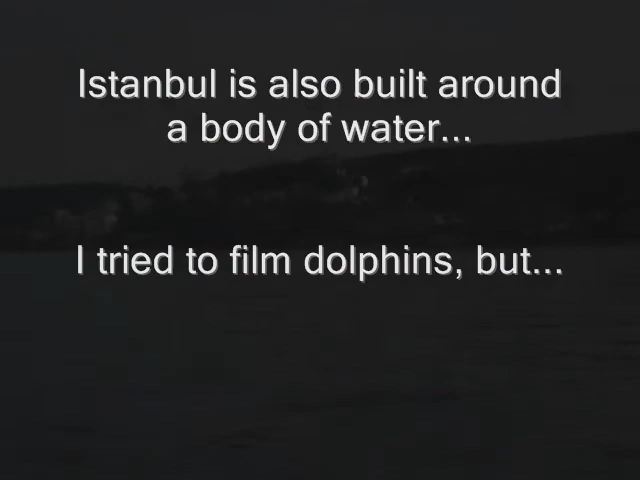 Istanbul is also built around
a body of water...
I tried to film dolphins, but...